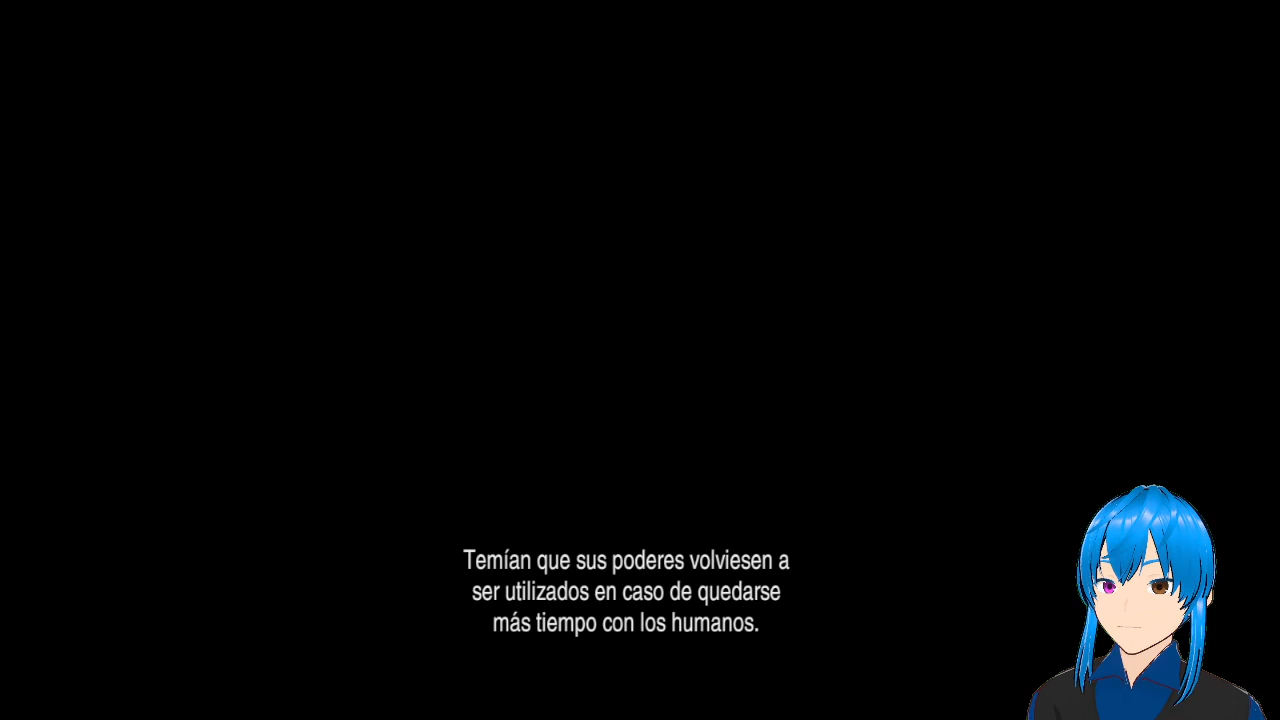 Temían que sus poderes volviesen a
ser utilizados en caso de quedarse
más tiempo con los humanos.